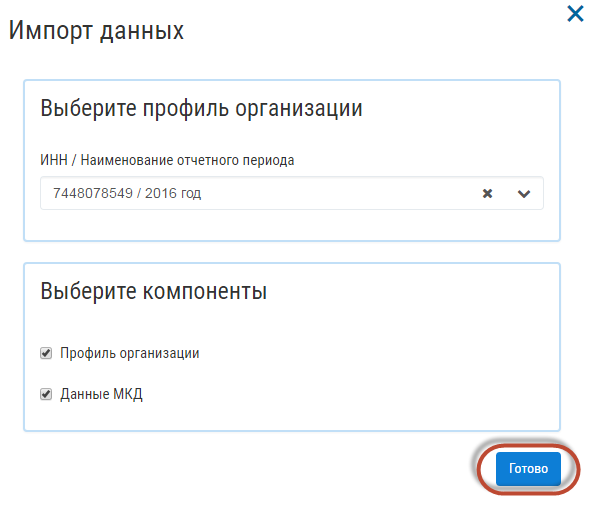 Импорт данных
Выберите профиль организации
ИНН / Наименование отчетного периода
7448078549 / 2016 год
Выберите компоненты
Профиль организации
Данные МКД
Готово